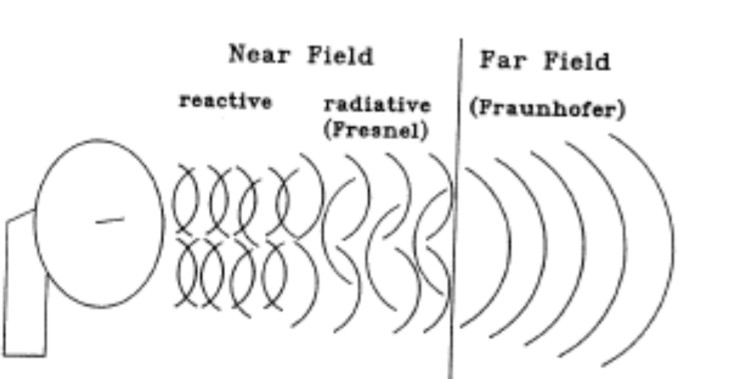 Near Field
Far Field
reactive
radiative
(Fresnel)
(Fraunhofer)